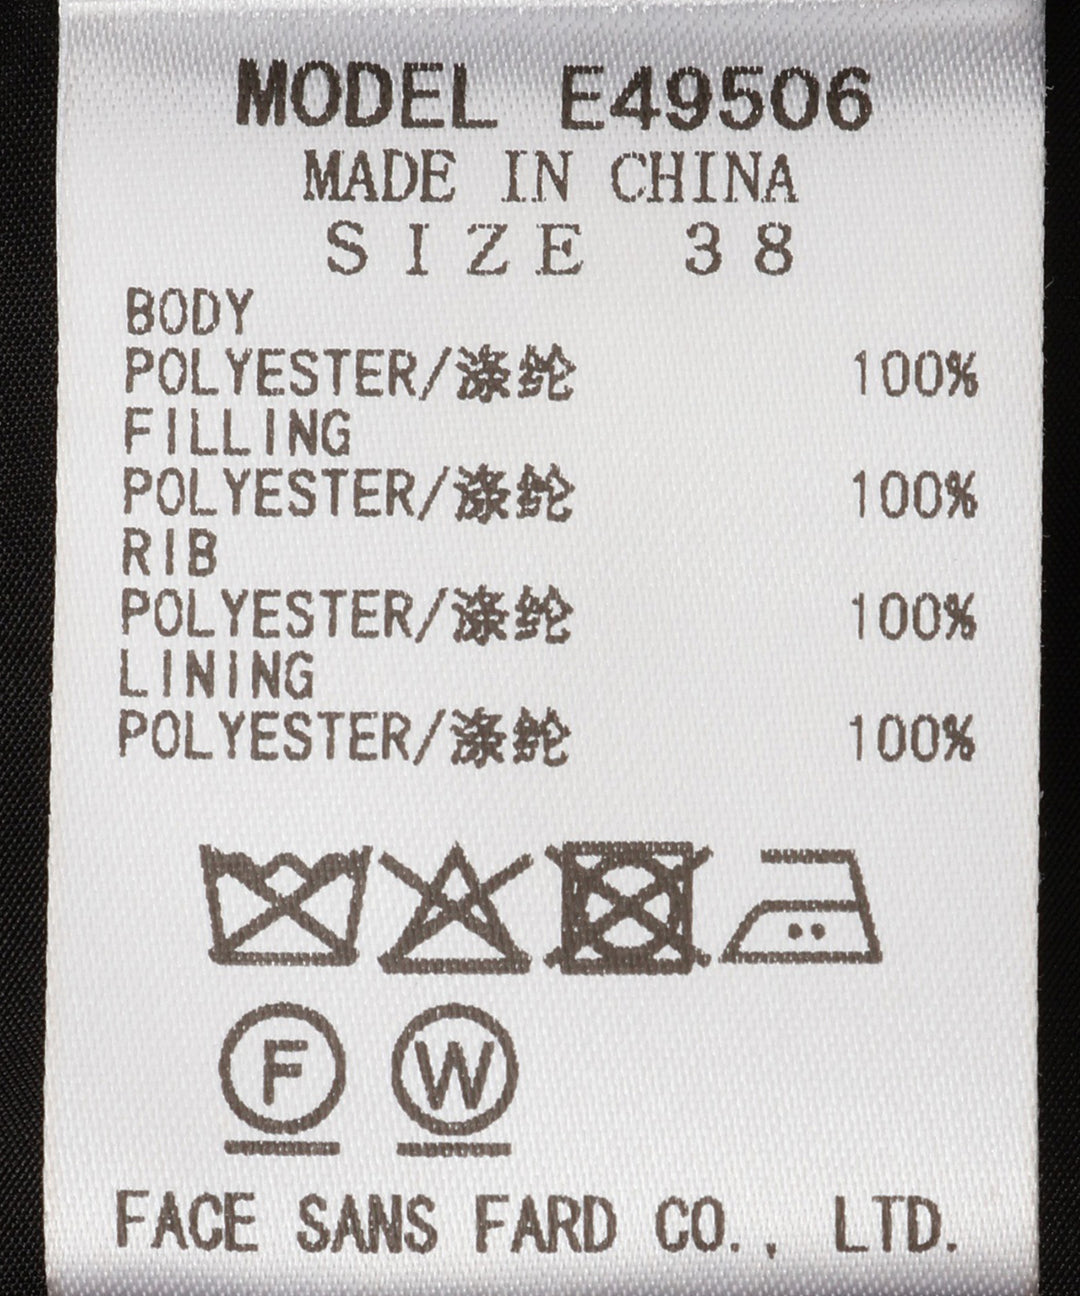 MODEL E49506
MADE IN CHINA
SIZE 38
BODY
POLYESTER/涤纶 100%
FILLING
POLYESTER/涤纶 100%
RIB
POLYESTER/涤纶 100%
LINING
POLYESTER/涤纶 100%
F W
FACE SANS FARD CO., LTD.